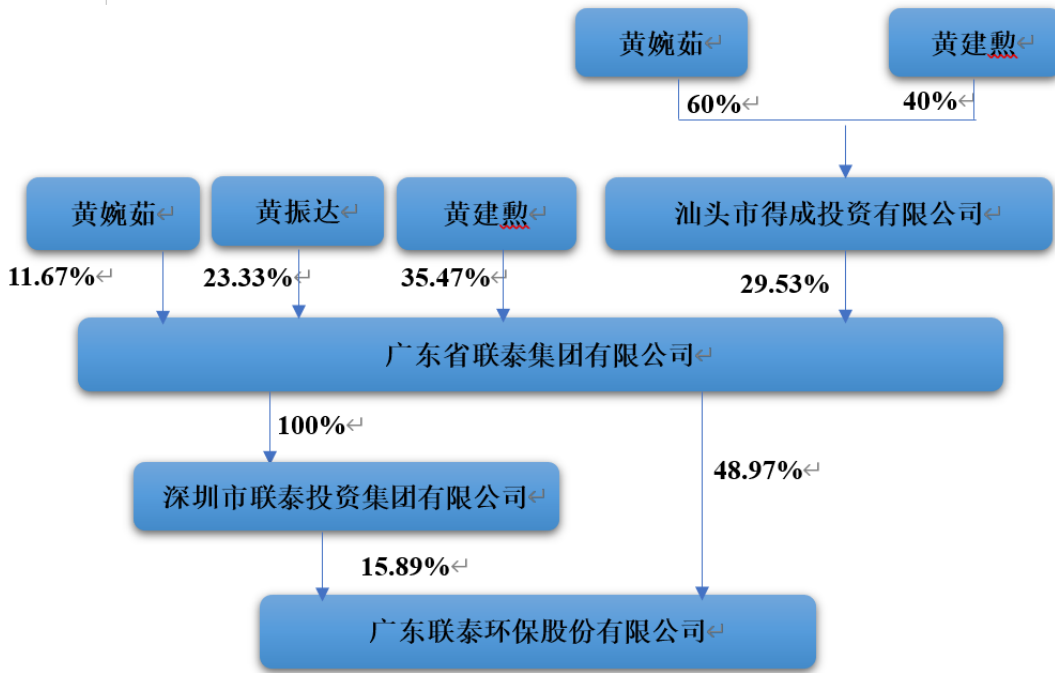 黄婉茹
黄建勲
60%
40%
黄婉茹
黄振达
黄建勲
汕头市得成投资有限公司
11.67%
23.33%
35.47%
29.53%
广东省联泰集团有限公司
100%
48.97%
深圳市联泰投资集团有限公司
15.89%
广东联泰环保股份有限公司